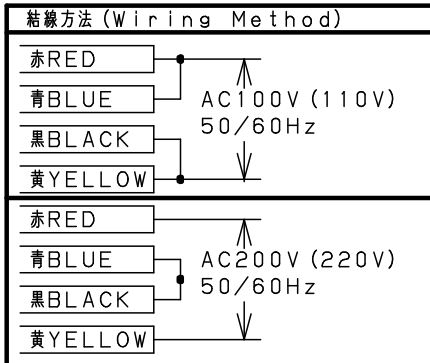 結線方法(Wiring Method)
赤RED
青BLUE
黒BLACK
黄YELLOW
AC100V(110V)
50/60Hz
赤RED
青BLUE
黒BLACK
黄YELLOW
AC200V(220V)
50/60Hz